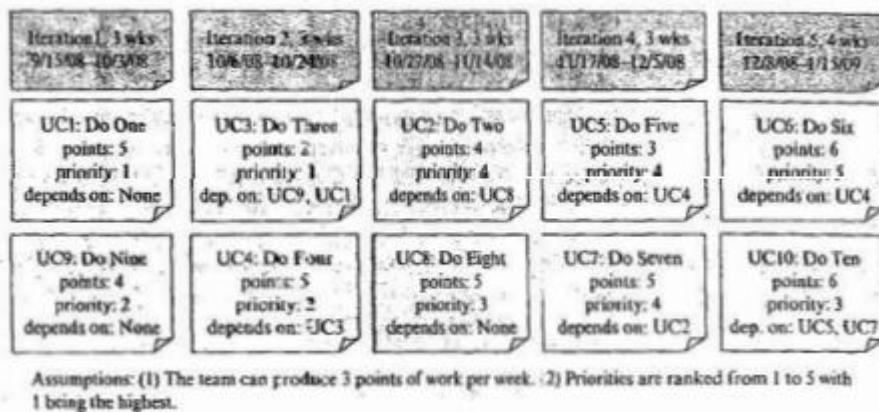 Iteration 1, 3 wks
9/15/08–10/3/08
Iteration 2, 3 wks
10/6/08–10/24/08
Iteration 3, 3 wks
10/27/08–11/14/08
Iteration 4, 3 wks
11/17/08–12/5/08
Iteration 5, 4 wks
UC1: Do One
points: 5
priority: 1
depends on: None
UC3: Do Three
points: 2
priority: 1
dep. on: UC9, UC1
UC2: Do Two
points: 4
priority: 4
depends on: UC8
UC5: Do Five
points: 3
priority: 4
depends on: UC4
UC6: Do Six
points: 6
priority: 5
depends on: UC4
UC9: Do Nine
points: 4
priority: 2
depends on: None
UC4: Do Four
points: 5
priority: 2
depends on: UC3
UC8: Do Eight
points: 5
priority: 3
depends on: None
UC7: Do Seven
points: 5
priority: 4
depends on: UC2
UC10: Do Ten
points: 6
priority: 3
dep. on: UC5, UC7
Assumptions: (1) The team can produce 3 points of work per week. (2) Priorities are ranked from 1 to 5 with
1 being the highest.